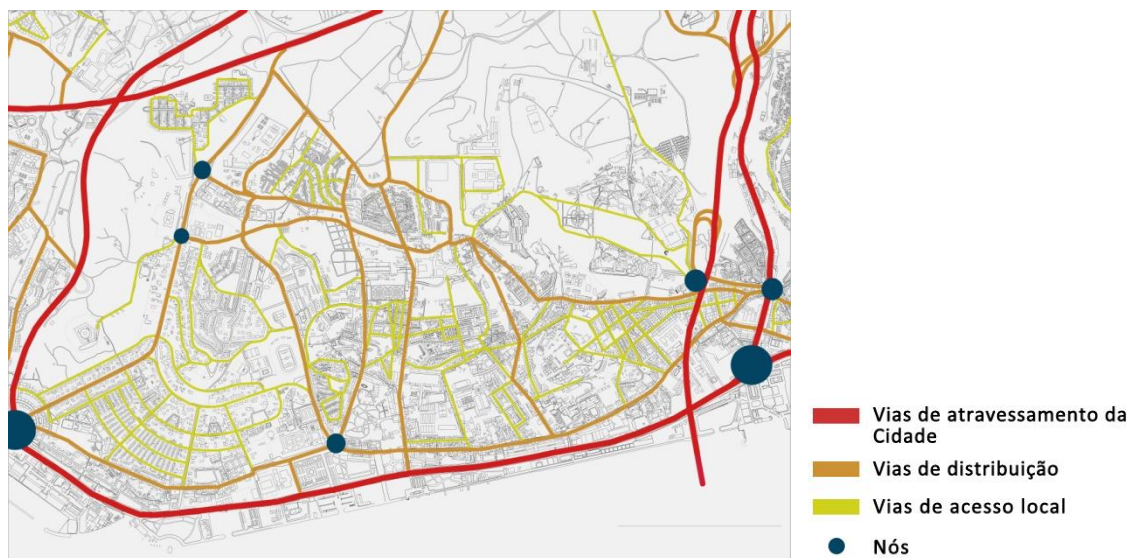 Vias de atravessamento da
Cidade
Vias de distribuição
Vias de acesso local
Nós